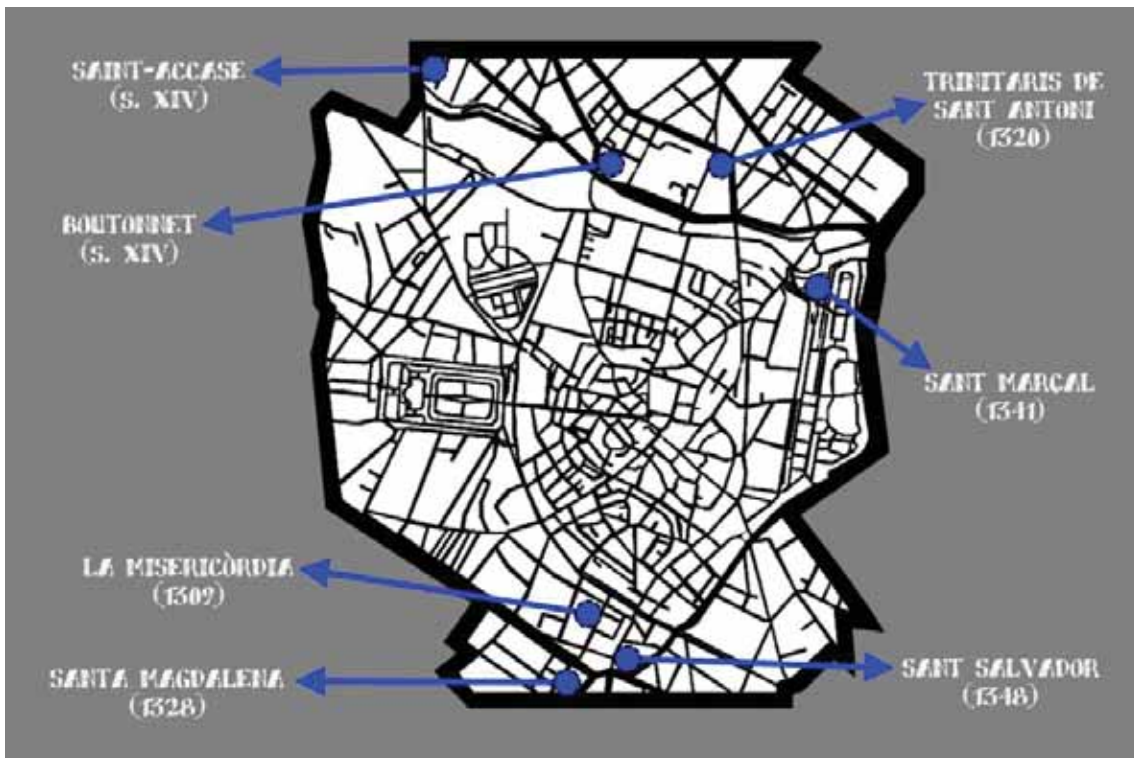 SAINT-ACCASE
(S. XIV)
TRINITARIS DE
SANT ANTONI
(1320)
BOUTONNET
(S. XIV)
SANT MARÇAL
(1341)
LA MISERICÒRDIA
(1309)
SANTA MAGDALENA
(1328)
SANT SALVADOR
(1348)